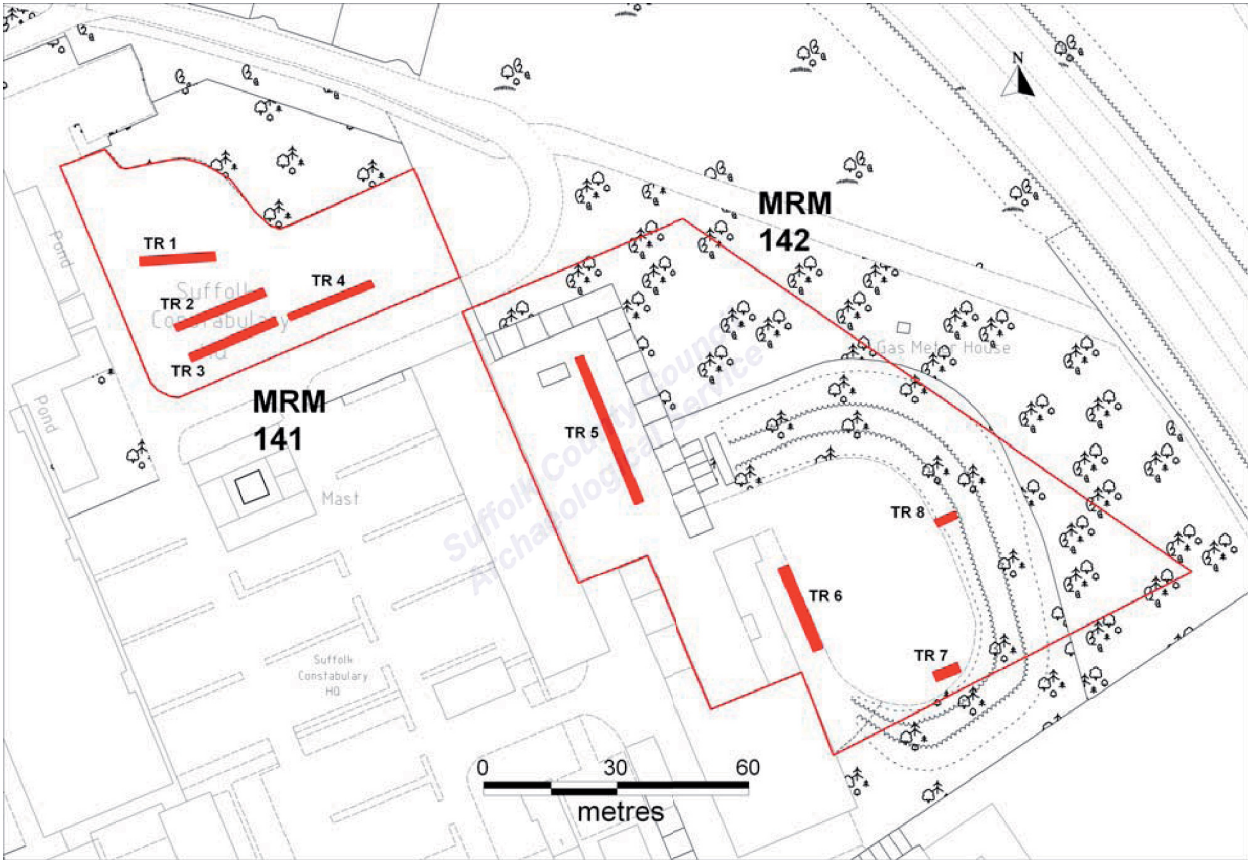 N
MRM
142
TR 1
Pond
TR 4
TR 2
Suffolk
Constabulary
HQ
TR 3
MRM
141
Pond
Gas Meter House
TR 5
Mast
Suffolk County Council
Archaeological Service
TR 8
TR 6
TR 7
Suffolk
Constabulary
HQ
0 30 60
metres